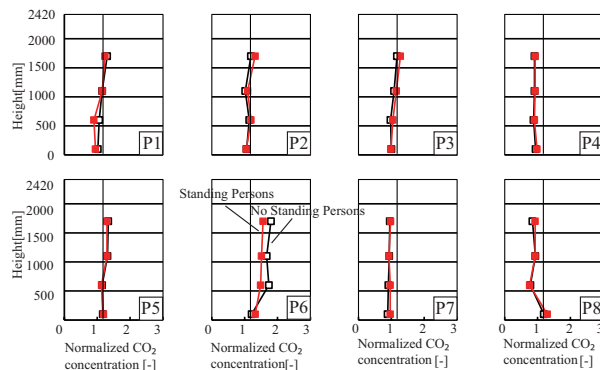 2420
2000
1500
1000
500
0
Height[mm]
P1
P2
P3
P4
2420
2000
1500
1000
500
Height[mm]
Standing Persons
No Standing Persons
P5
P6
P7
P8
0 1 2 3 0 1 2 3 0 1 2 3 0 1 2 3
Normalized CO₂ Normalized CO₂ Normalized CO₂ Normalized CO₂
concentration [-] concentration[-] concentration [-] concentration [-]